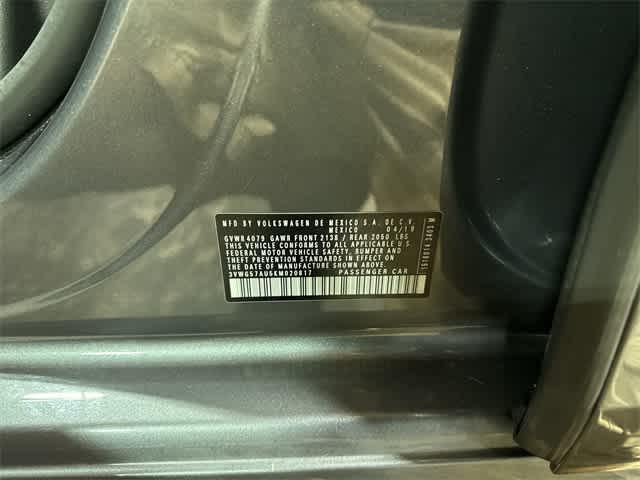 MFD BY VOLKSWAGEN DE MEXICO S.A. DE C.V.
MEXICO 04/19
GVWR 4079 GAWR FRONT 2138 / REAR 2050 LBS
THIS VEHICLE CONFORMS TO ALL APPLICABLE U.S.
FEDERAL MOTOR VEHICLE SAFETY, BUMPER AND
THEFT PREVENTION STANDARDS IN EFFECT ON
THE DATE OF MANUFACTURE SHOWN ABOVE.
3VWG57AU5KM020817 PASSENGER CAR